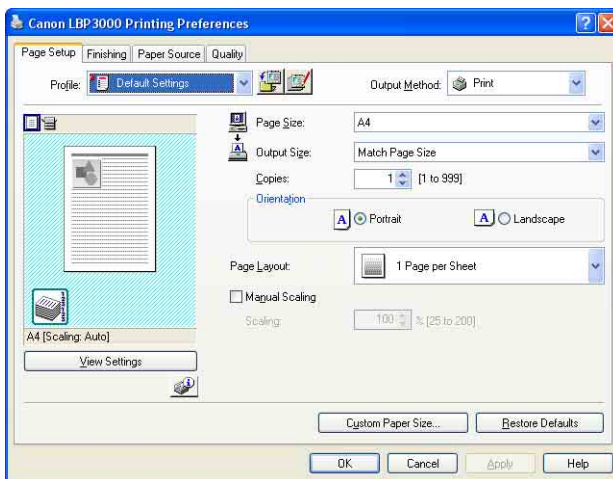 Canon LBP3000 Printing Preferences
Page Setup Finishing Paper Source Quality
Profile: Default Settings Output Method: Print
Page Size: A4
Output Size: Match Page Size
Copies: 1 [1 to 999]
Orientation
A Portrait A Landscape
Page Layout: 1 Page per Sheet
Manual Scaling
Scaling: 100 % [25 to 200]
A4 [Scaling: Auto]
View Settings
Custom Paper Size... Restore Defaults
OK Cancel Apply Help